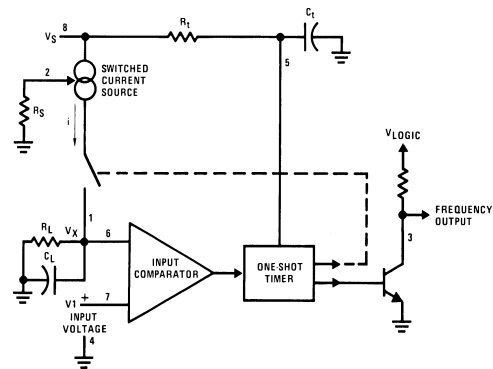 8
VS
Rt
Ct
5
2
SWITCHED
CURRENT
SOURCE
RS
i
VLOGIC
1
RL
VX
6
CL
INPUT
COMPARATOR
ONE-SHOT
TIMER
FREQUENCY
OUTPUT
3
V1 +
7
INPUT
VOLTAGE
4